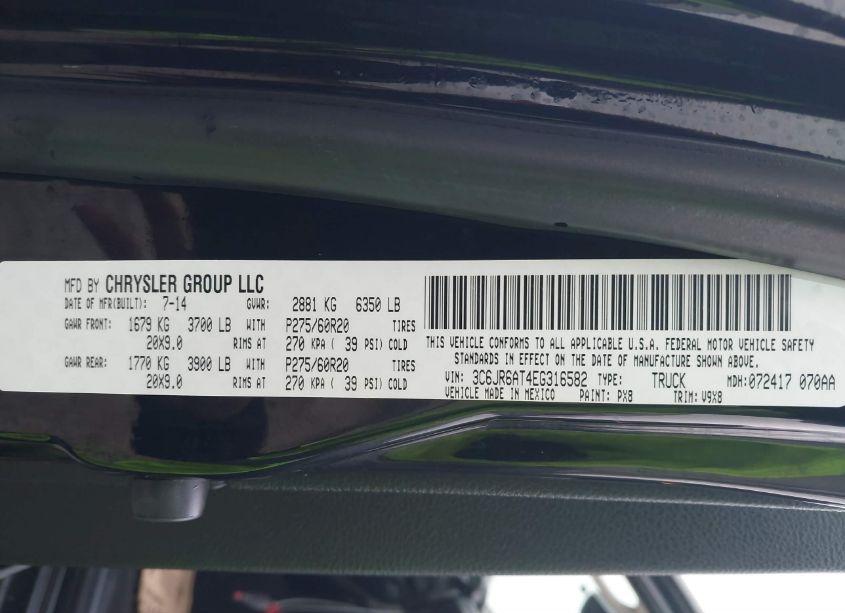 MFD BY CHRYSLER GROUP LLC
DATE OF MFR(BUILT): 7-14 GVWR: 2881 KG 6350 LB
GAWR FRONT: 1679 KG 3700 LB WITH P275/60R20 TIRES
20X9.0 RIMS AT 270 KPA ( 39 PSI) COLD
GAWR REAR: 1770 KG 3900 LB WITH P275/60R20 TIRES
20X9.0 RIMS AT 270 KPA ( 39 PSI) COLD
THIS VEHICLE CONFORMS TO ALL APPLICABLE U.S.A. FEDERAL MOTOR VEHICLE SAFETY
STANDARDS IN EFFECT ON THE DATE OF MANUFACTURE SHOWN ABOVE.
VIN: 3C6JR6AT4EG316582 TYPE: TRUCK MDH: 072417 070AA
VEHICLE MADE IN MEXICO PAINT: PX8 TRIM: V9X8